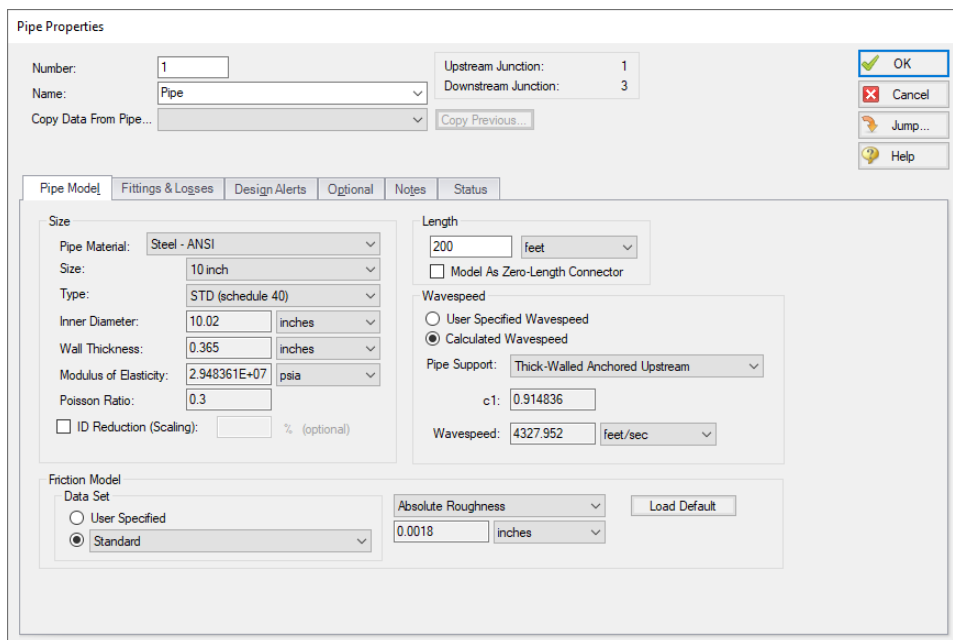 Pipe Properties
Number: 1
Name: Pipe
Copy Data From Pipe...
Copy Previous...
Upstream Junction: 1
Downstream Junction: 3
OK
Cancel
Jump...
Help
Pipe Model Fittings & Losses Design Alerts Optional Notes Status
Size
Pipe Material: Steel - ANSI
Size: 10 inch
Type: STD (schedule 40)
Inner Diameter: 10.02 inches
Wall Thickness: 0.365 inches
Modulus of Elasticity: 2.948361E+07 psia
Poisson Ratio: 0.3
ID Reduction (Scaling): % (optional)
Length
200 feet
Model As Zero-Length Connector
Wavespeed
User Specified Wavespeed
Calculated Wavespeed
Pipe Support: Thick-Walled Anchored Upstream
c1: 0.914836
Wavespeed: 4327.952 feet/sec
Friction Model
Data Set
User Specified
Standard
Absolute Roughness
0.0018 inches
Load Default